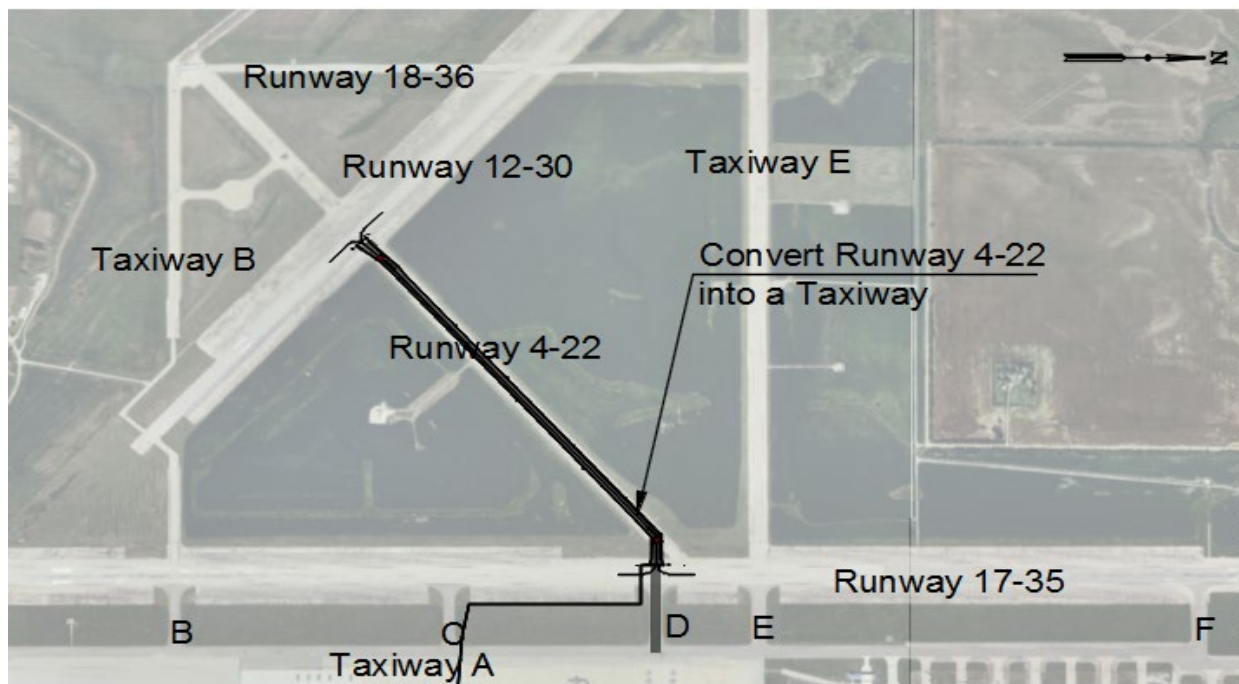 N
Runway 18-36
Runway 12-30
Taxiway E
Taxiway B
Convert Runway 4-22
into a Taxiway
Runway 4-22
Runway 17-35
B
C
D
E
F
Taxiway A